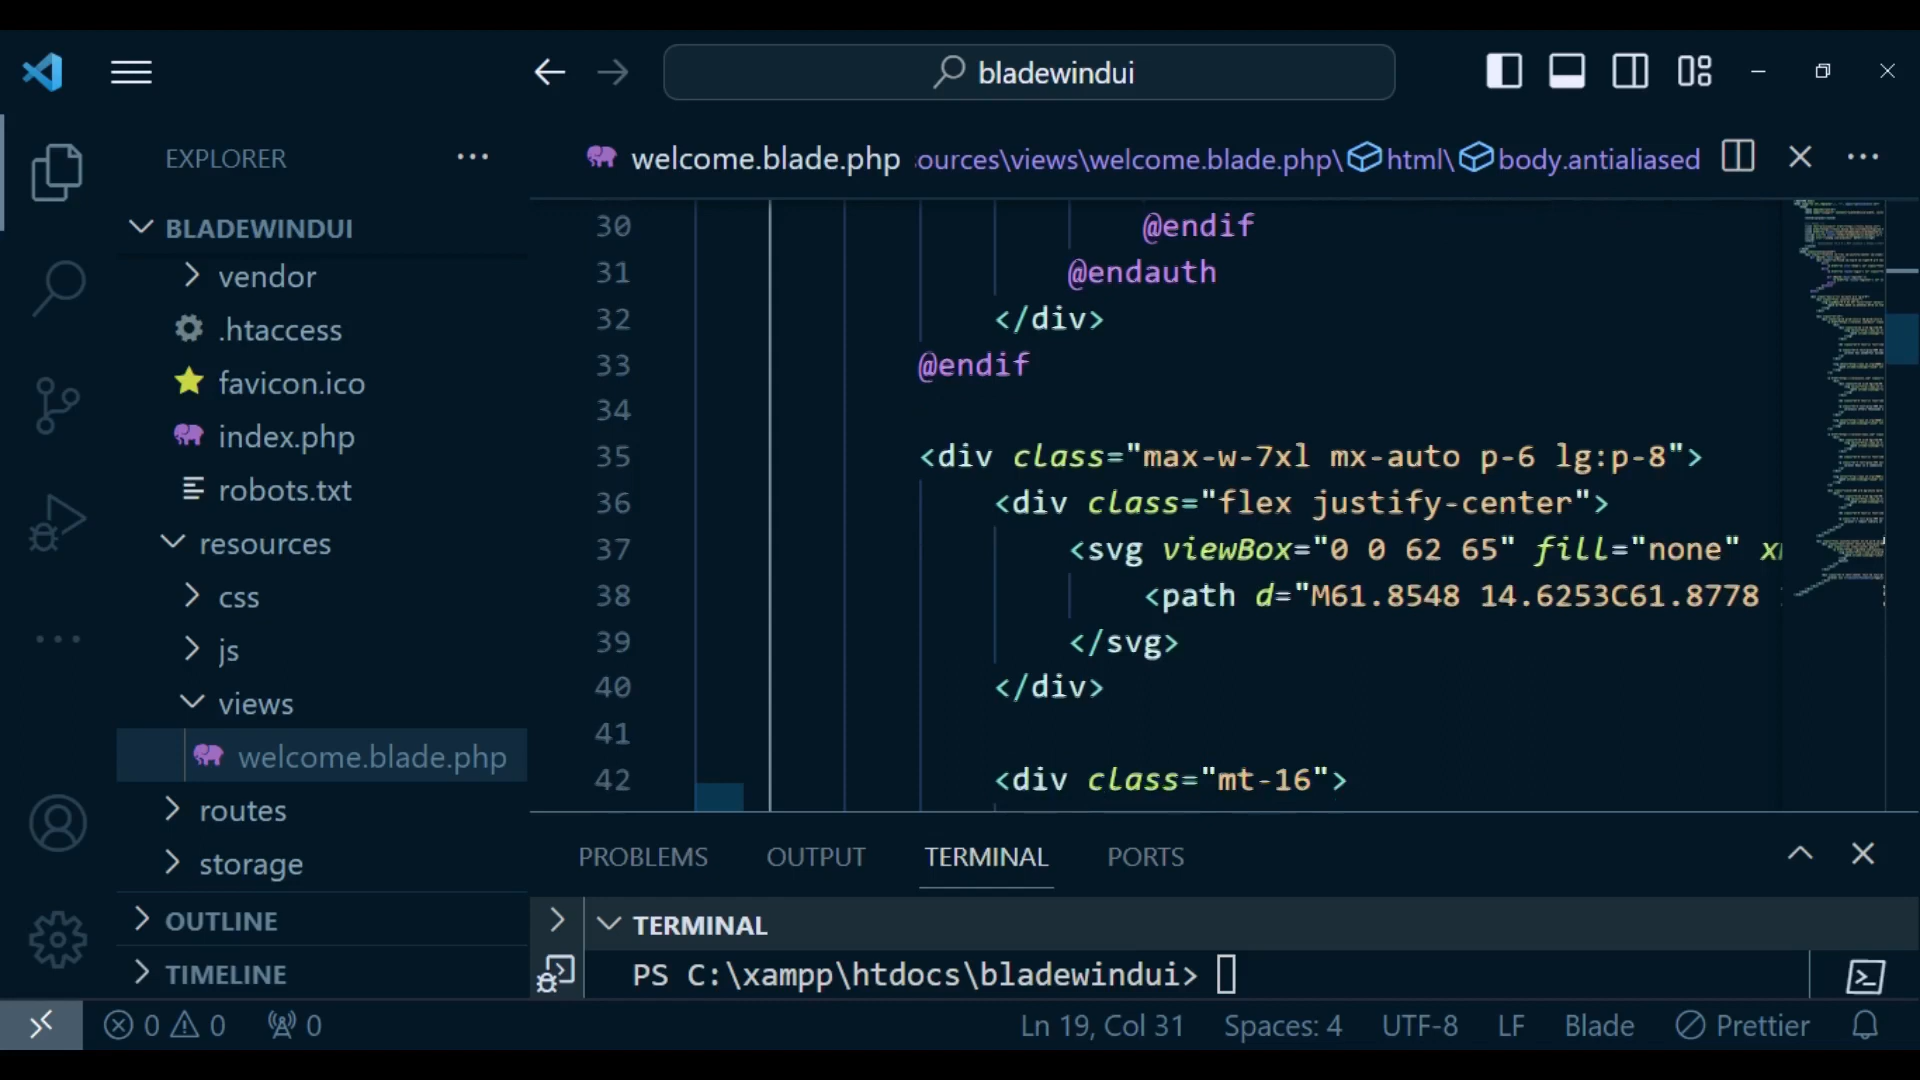 bladewindui
EXPLORER
BLADEWINDUI
vendor
.htaccess
favicon.ico
index.php
robots.txt
resources
css
js
views
welcome.blade.php
routes
storage
OUTLINE
TIMELINE
welcome.blade.php ources\views\welcome.blade.php\ html\ body.antialiased
30 @endif
31 @endauth
32 </div>
33 @endif
34
35 <div class="max-w-7xl mx-auto p-6 lg:p-8">
36 <div class="flex justify-center">
37 <svg viewBox="0 0 62 65" fill="none"
38 <path d="M61.8548 14.6253C61.8778
39 </svg>
40 </div>
41
42 <div class="mt-16">
PROBLEMS OUTPUT TERMINAL PORTS
TERMINAL
PS C:\xampp\htdocs\bladewindui>
0 0 0 Ln 19, Col 31 Spaces: 4 UTF-8 LF Blade Prettier